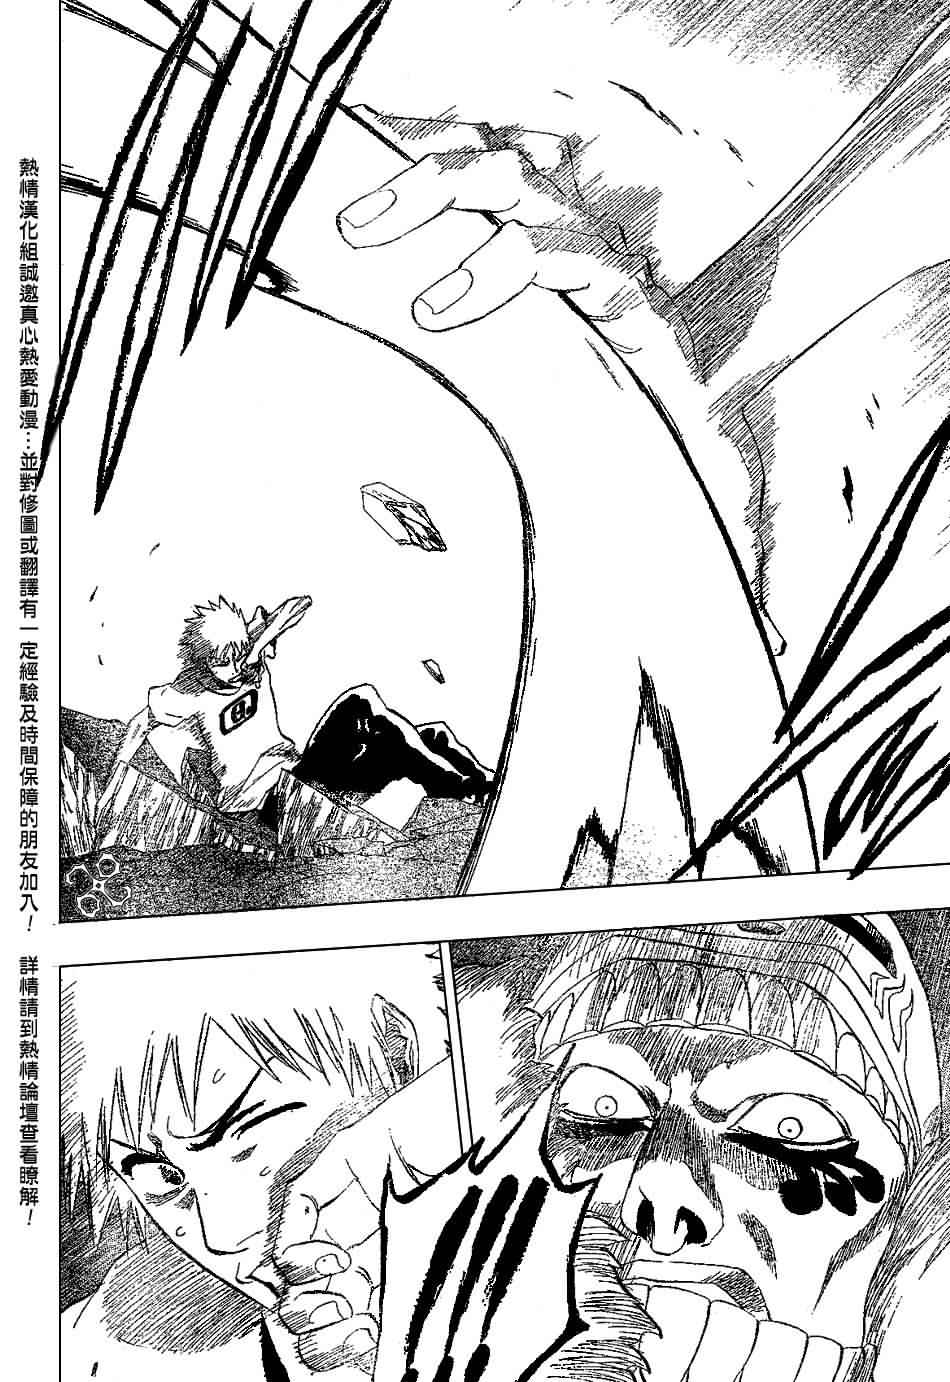 熱情漢化組誠邀真心熱愛動漫…並對修圖或翻譯有一定經驗及時間保障的朋友加入！
詳情請到熱情論壇查看瞭解！